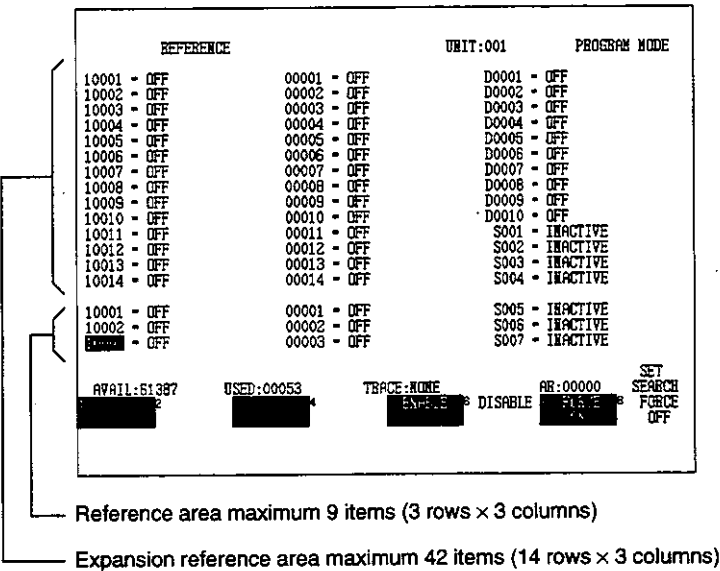 REFERENCE UNIT:001 PROGRAM MODE
10001 - OFF 00001 - OFF D0001 - OFF
10002 - OFF 00002 - OFF D0002 - OFF
10003 - OFF 00003 - OFF D0003 - OFF
10004 - OFF 00004 - OFF D0004 - OFF
10005 - OFF 00005 - OFF D0005 - OFF
10006 - OFF 00006 - OFF D0006 - OFF
10007 - OFF 00007 - OFF D0007 - OFF
10008 - OFF 00008 - OFF D0008 - OFF
10009 - OFF 00009 - OFF D0009 - OFF
10010 - OFF 00010 - OFF D0010 - OFF
10011 - OFF 00011 - OFF S001 - INACTIVE
10012 - OFF 00012 - OFF S002 - INACTIVE
10013 - OFF 00013 - OFF S003 - INACTIVE
10014 - OFF 00014 - OFF S004 - INACTIVE
10001 - OFF 00001 - OFF S005 - INACTIVE
10002 - OFF 00002 - OFF S006 - INACTIVE
- OFF 00003 - OFF S007 - INACTIVE
SET
AVAIL:51387 USED:00053 TRACE:NONE AR:00000 SEARCH
2 4 ENABLE 6 DISABLE FORCE 8 FORCE
ON OFF
Reference area maximum 9 items (3 rows × 3 columns)
Expansion reference area maximum 42 items (14 rows × 3 columns)